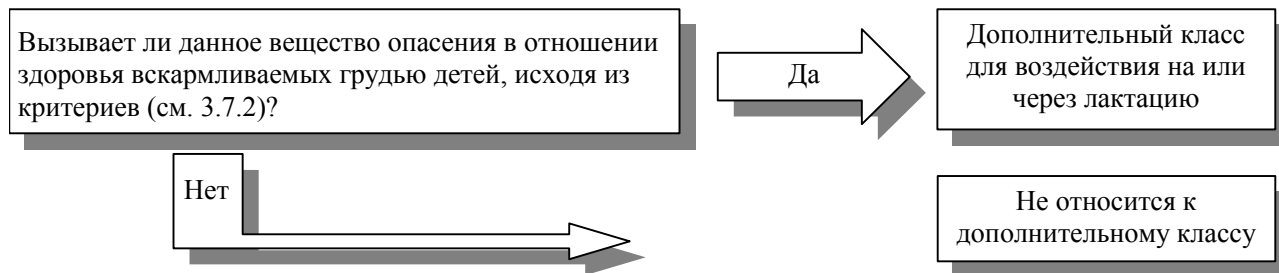 Вызывает ли данное вещество опасения в отношении
здоровья вскармливаемых грудью детей, исходя из
критериев (см. 3.7.2)?
Да
Дополнительный класс
для воздействия на или
через лактацию
Нет
Не относится к
дополнительному классу